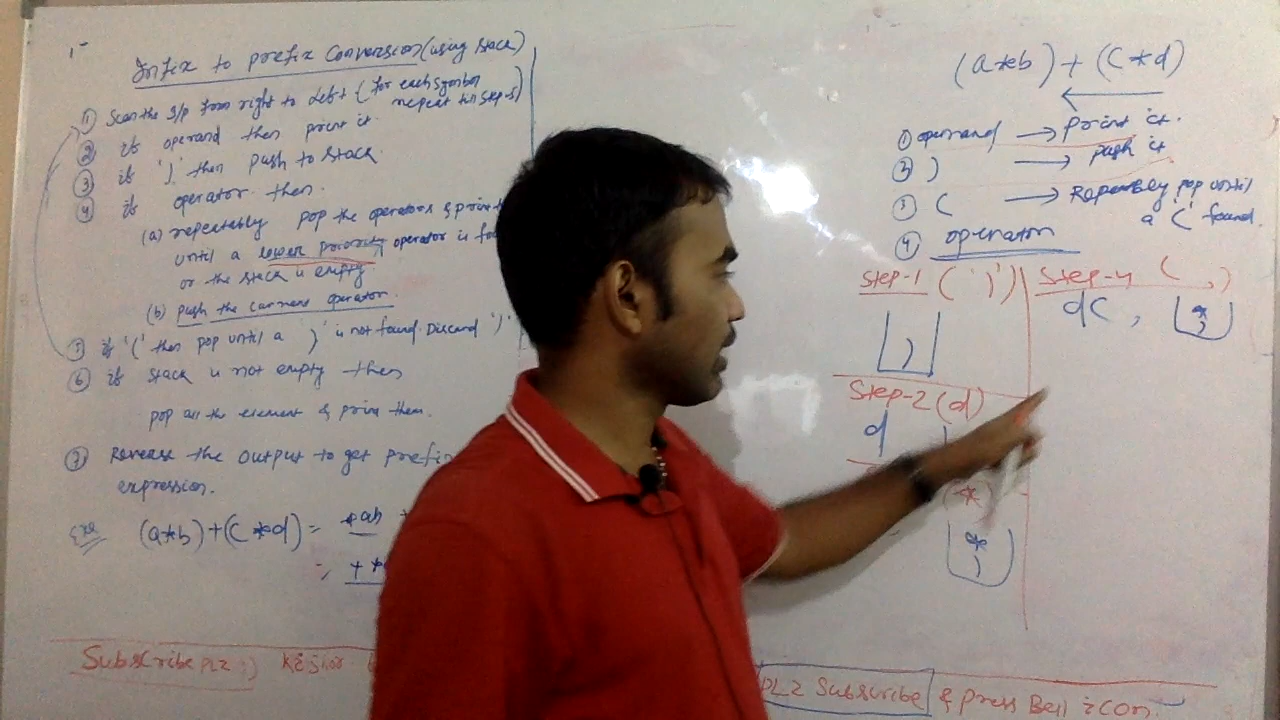 Infix to prefix conversion (using stack)
① Scan the I/p from right to left (for each symbol
repeat till step-5)
② if operand then print it.
③ if ')' then push to stack.
④ if operator then.
(a) repeatably pop the operators & print
until a lower priority operator is
or the stack is empty
(b) push the current operator.
⑤ if '(' then pop until a ')' is not found. Discard ')'
⑥ if stack is not empty then
pop all the element & print them.
⑦ Reverse the output to get
expression.
Ex: (a*b)+(c*d) = *ab +
= +*
Subscribe PLZ :) Kishor
(a*b)+(c*d)
① operand → print it.
② ) → push it
③ ( → Repeatably pop until
a '(' found.
④ operator
Step-1 ( ')' )
)
Step-2 (d)
d
)
(*)
*
)
Step-4 ( , )
dc, *
)
PLZ Subscribe & press Bell icon.